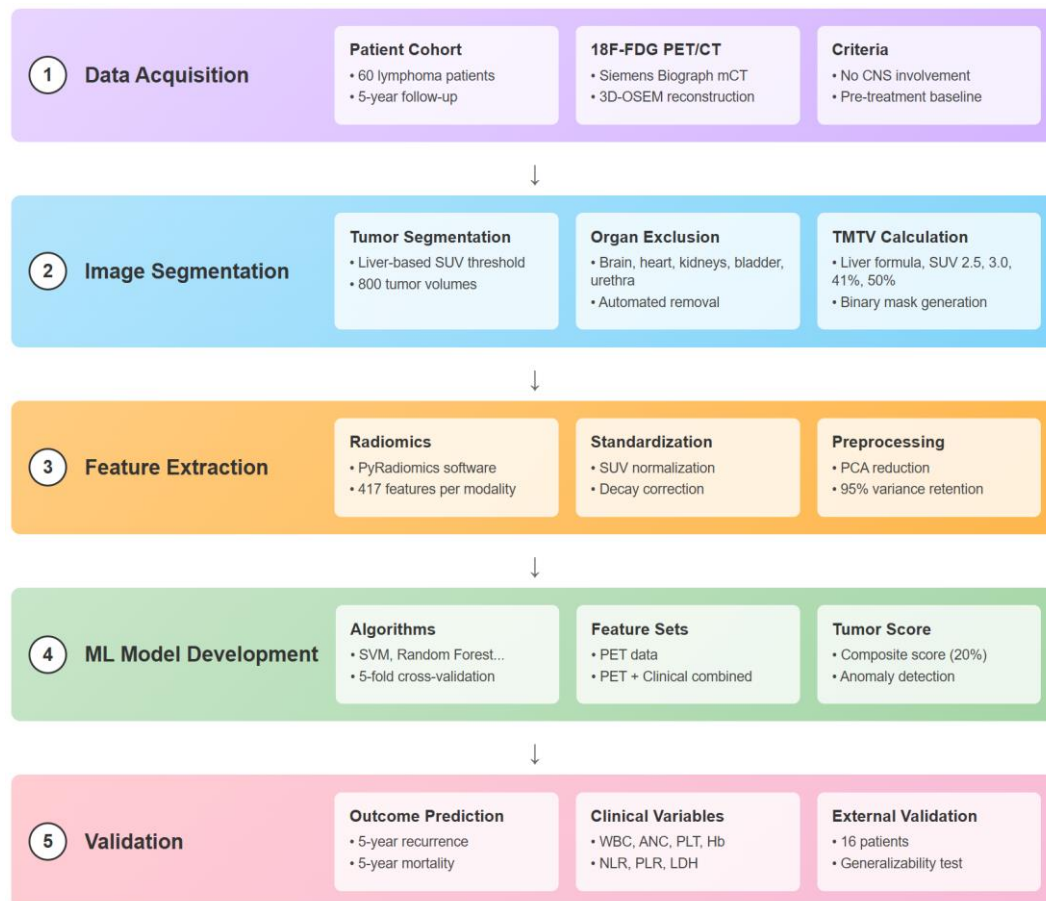 1 Data Acquisition
Patient Cohort
• 60 lymphoma patients
• 5-year follow-up
18F-FDG PET/CT
• Siemens Biograph mCT
• 3D-OSEM reconstruction
Criteria
• No CNS involvement
• Pre-treatment baseline
↓
2 Image Segmentation
Tumor Segmentation
• Liver-based SUV threshold
• 800 tumor volumes
Organ Exclusion
• Brain, heart, kidneys, bladder,
urethra
• Automated removal
TMTV Calculation
• Liver formula, SUV 2.5, 3.0,
41%, 50%
• Binary mask generation
↓
3 Feature Extraction
Radiomics
• PyRadiomics software
• 417 features per modality
Standardization
• SUV normalization
• Decay correction
Preprocessing
• PCA reduction
• 95% variance retention
↓
4 ML Model Development
Algorithms
• SVM, Random Forest...
• 5-fold cross-validation
Feature Sets
• PET data
• PET + Clinical combined
Tumor Score
• Composite score (20%)
• Anomaly detection
↓
5 Validation
Outcome Prediction
• 5-year recurrence
• 5-year mortality
Clinical Variables
• WBC, ANC, PLT, Hb
• NLR, PLR, LDH
External Validation
• 16 patients
• Generalizability test